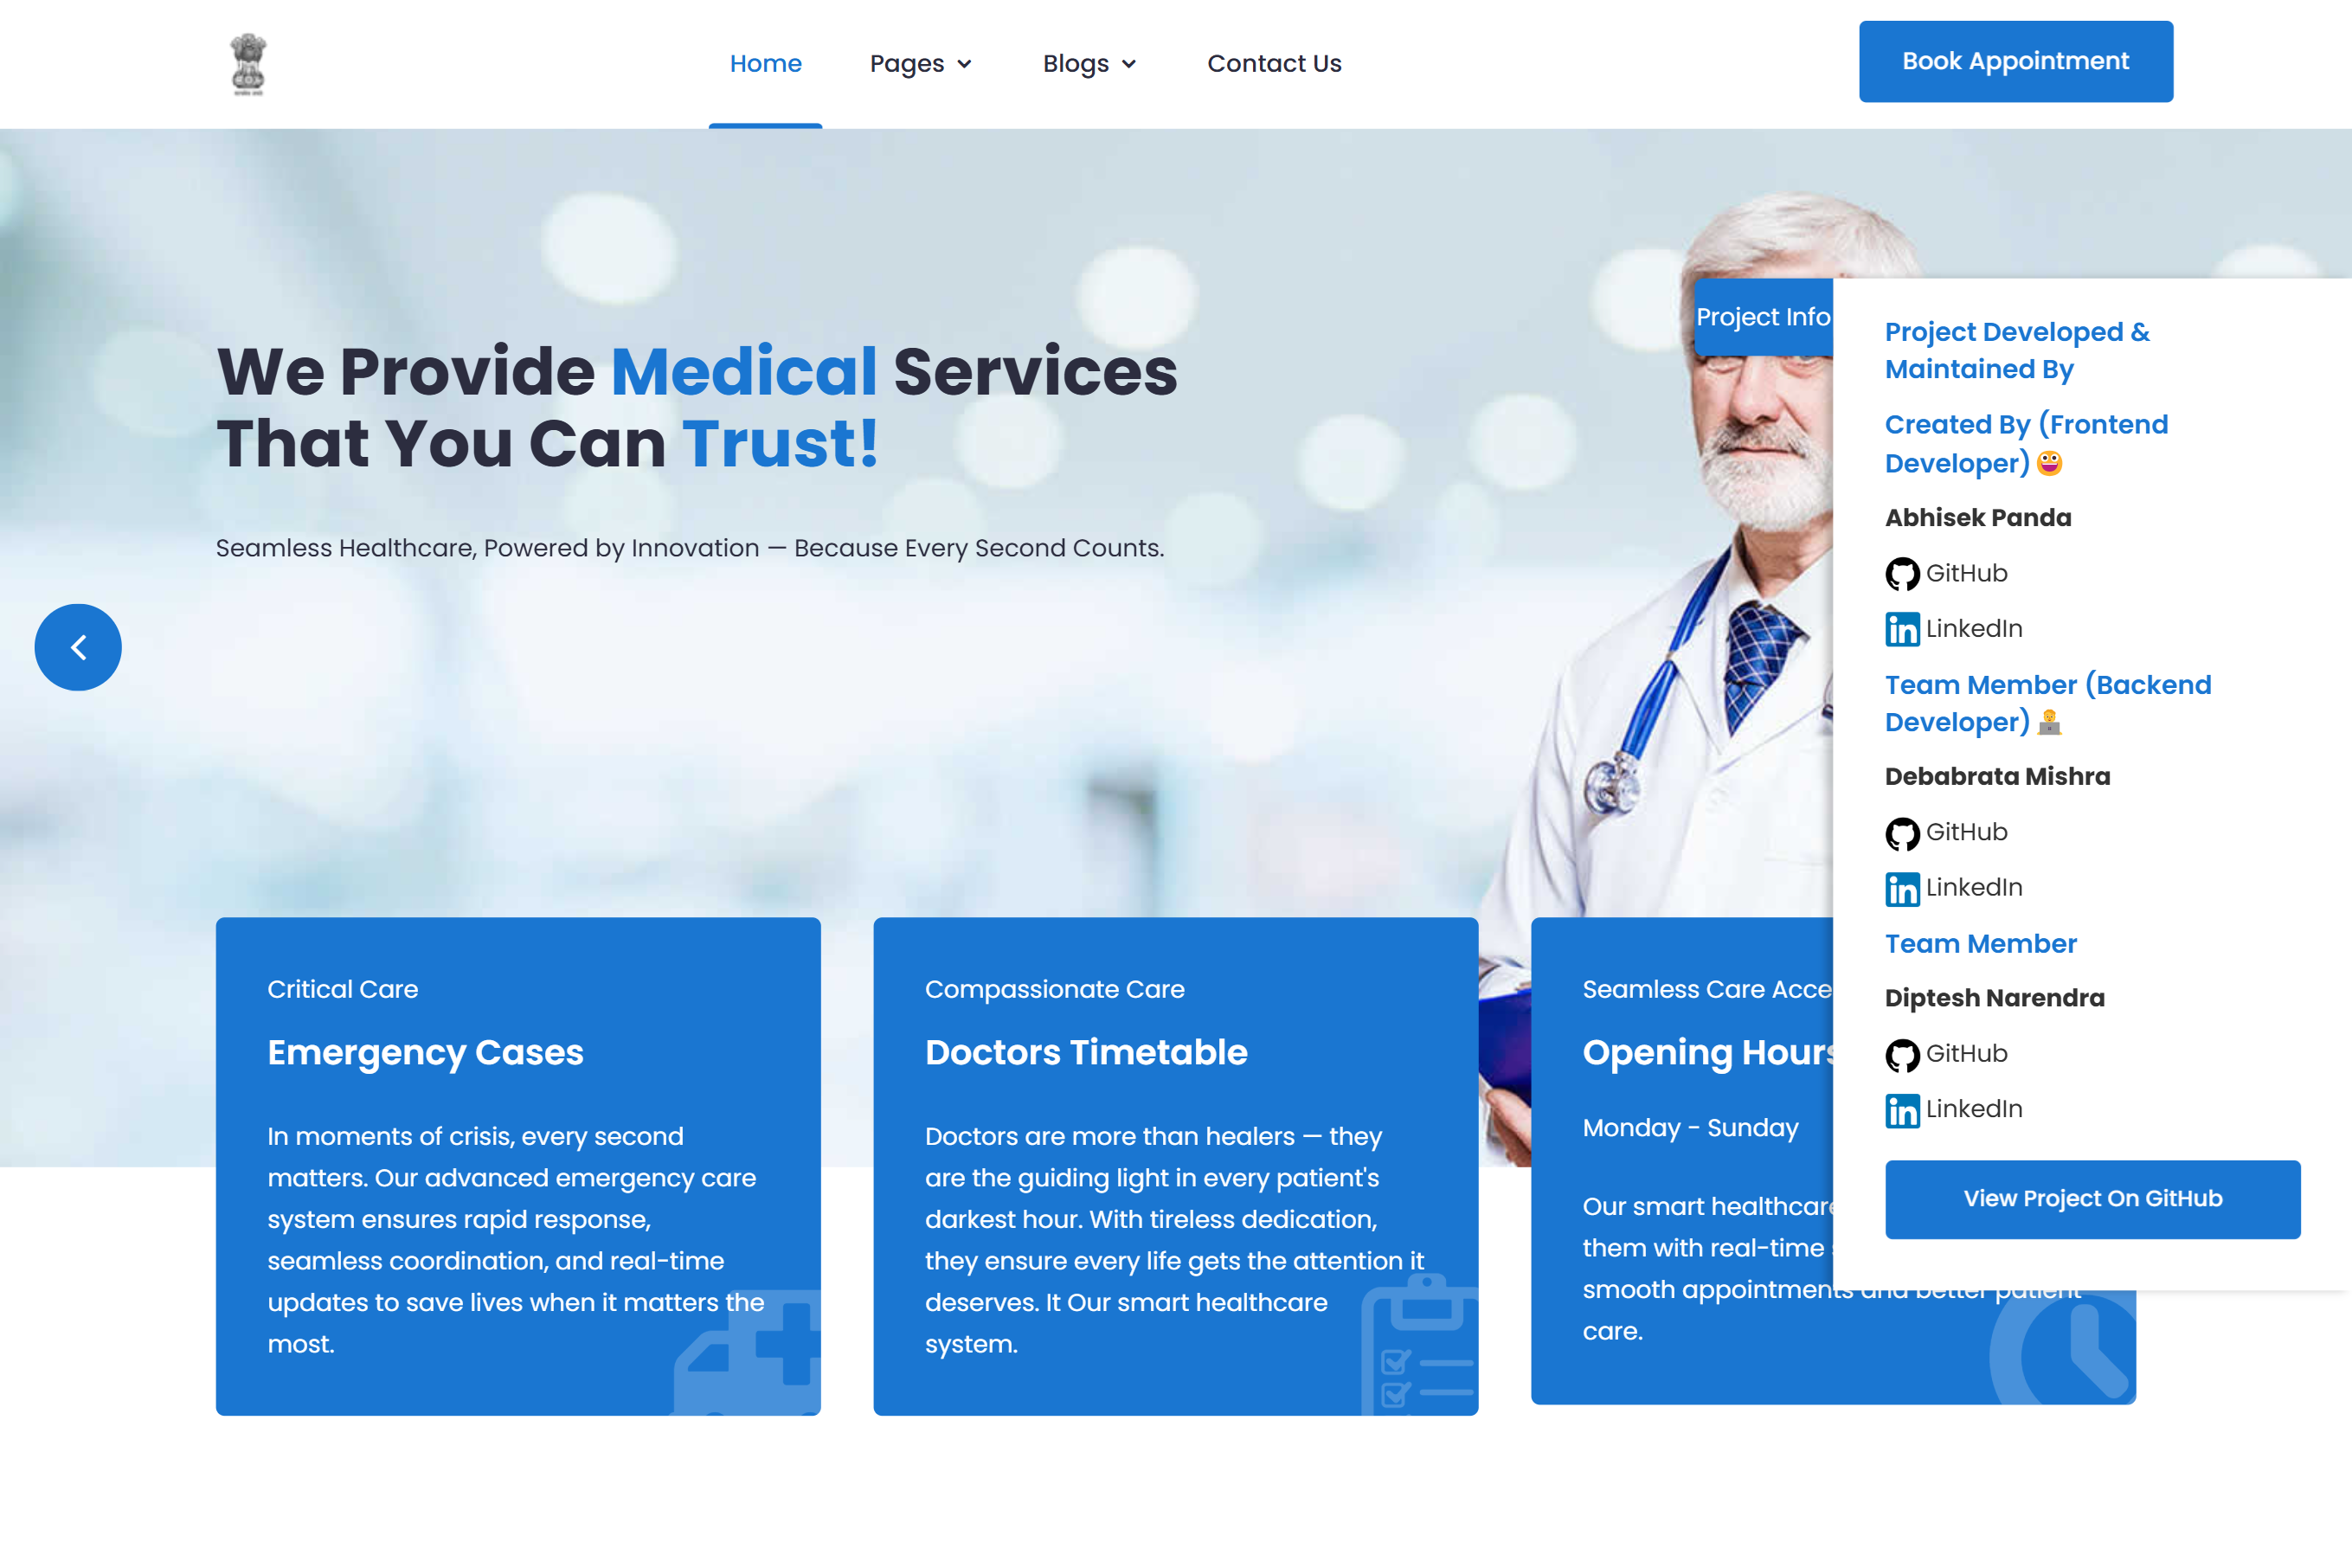 Home
Pages
Blogs
Contact Us
Book Appointment
Project Info
We Provide Medical Services
That You Can Trust!
Seamless Healthcare, Powered by Innovation — Because Every Second Counts.
Critical Care
Emergency Cases
In moments of crisis, every second
matters. Our advanced emergency care
system ensures rapid response,
seamless coordination, and real-time
updates to save lives when it matters the
most.
Compassionate Care
Doctors Timetable
Doctors are more than healers — they
are the guiding light in every patient's
darkest hour. With tireless dedication,
they ensure every life gets the attention it
deserves. It Our smart healthcare
system.
Seamless Care
Opening Hours
Monday - Sunday
Our smart healthcare
them with real-time
smooth appointments and better patient
care.
Project Developed &
Maintained By
Created By (Frontend
Developer)
Abhisek Panda
GitHub
LinkedIn
Team Member (Backend
Developer)
Debabrata Mishra
GitHub
LinkedIn
Team Member
Diptesh Narendra
GitHub
LinkedIn
View Project On GitHub